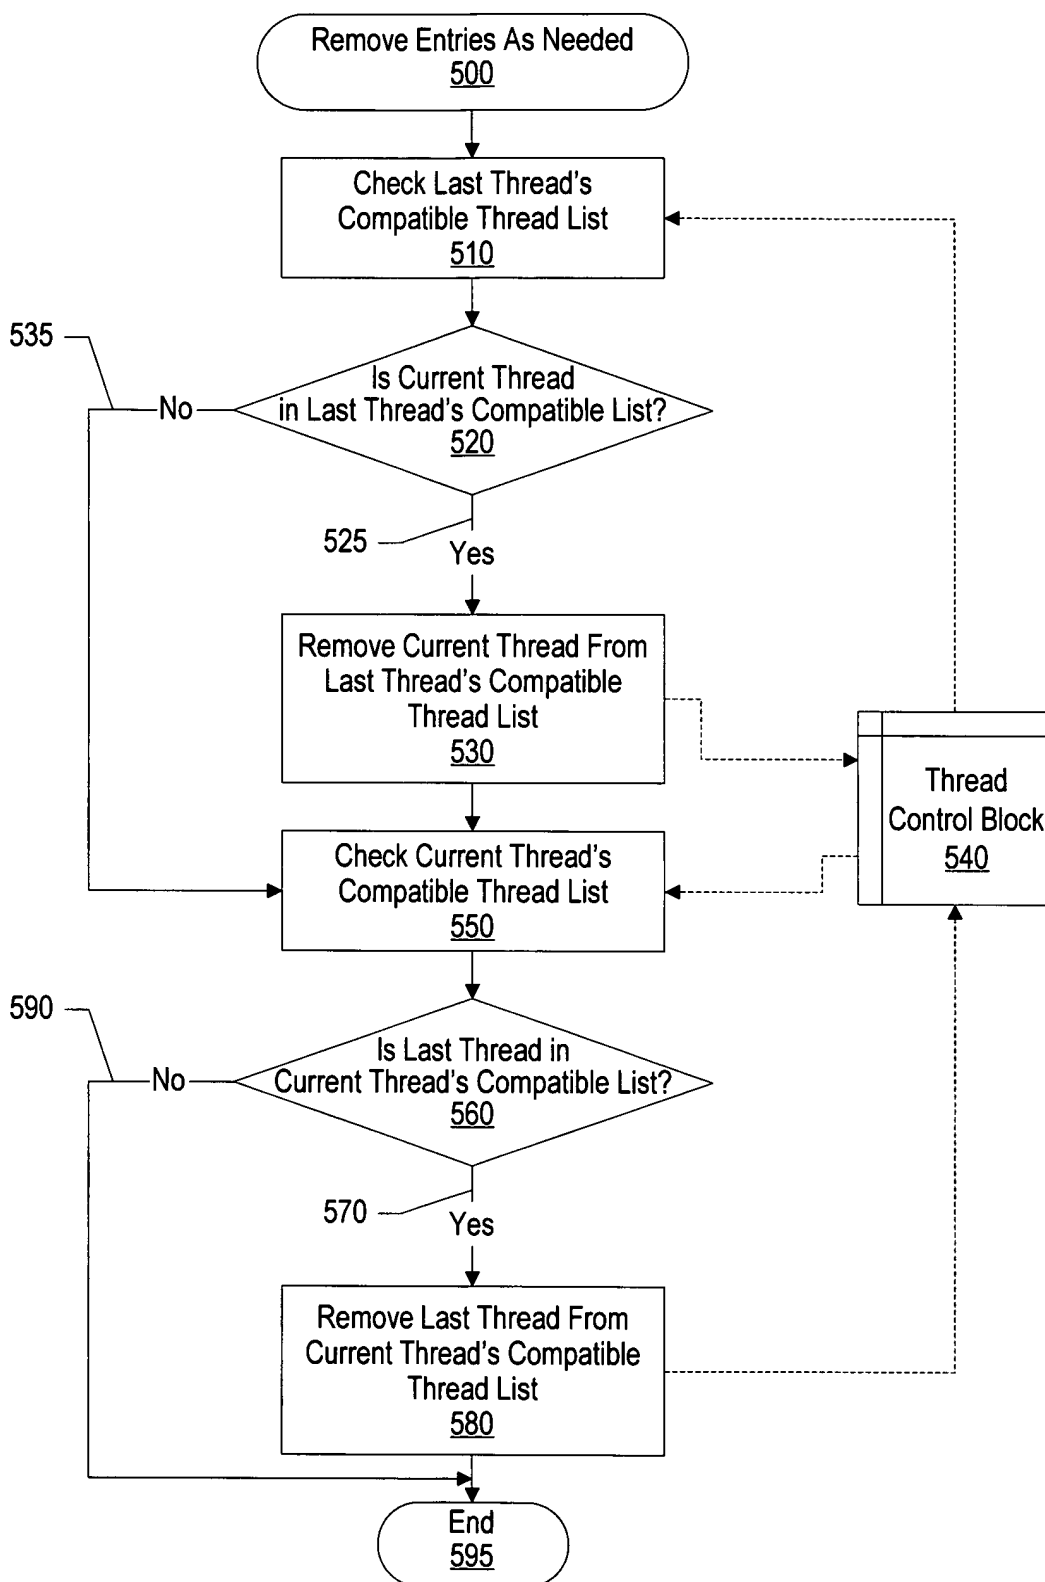 Remove Entries As Needed
500
Check Last Thread's
Compatible Thread List
510
535
Is Current Thread
in Last Thread's Compatible List?
520
No
525
Yes
Remove Current Thread From
Last Thread's Compatible
Thread List
530
Thread
Control Block
540
Check Current Thread's
Compatible Thread List
550
590
Is Last Thread in
Current Thread's Compatible List?
560
No
570
Yes
Remove Last Thread From
Current Thread's Compatible
Thread List
580
End
595